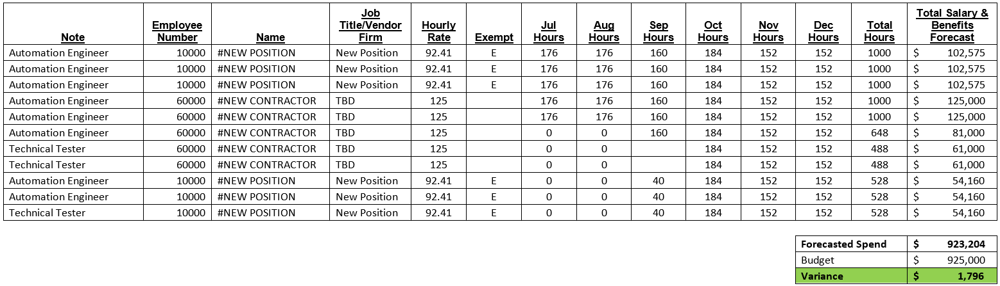 Note Employee Number Name Job Title/Vendor Firm Hourly Rate Exempt Jul Hours Aug Hours Sep Hours Oct Hours Nov Hours Dec Hours Total Hours Total Salary & Benefits Forecast
Automation Engineer 10000 #NEW POSITION New Position 92.41 E 176 176 160 184 152 152 1000 $ 102,575
Automation Engineer 10000 #NEW POSITION New Position 92.41 E 176 176 160 184 152 152 1000 $ 102,575
Automation Engineer 10000 #NEW POSITION New Position 92.41 E 176 176 160 184 152 152 1000 $ 102,575
Automation Engineer 60000 #NEW CONTRACTOR TBD 125 176 176 160 184 152 152 1000 $ 125,000
Automation Engineer 60000 #NEW CONTRACTOR TBD 125 176 176 160 184 152 152 1000 $ 125,000
Automation Engineer 60000 #NEW CONTRACTOR TBD 125 0 0 160 184 152 152 648 $ 81,000
Technical Tester 60000 #NEW CONTRACTOR TBD 125 0 0 184 152 152 488 $ 61,000
Technical Tester 60000 #NEW CONTRACTOR TBD 125 0 0 184 152 152 488 $ 61,000
Automation Engineer 10000 #NEW POSITION New Position 92.41 E 0 0 40 184 152 152 528 $ 54,160
Automation Engineer 10000 #NEW POSITION New Position 92.41 E 0 0 40 184 152 152 528 $ 54,160
Technical Tester 10000 #NEW POSITION New Position 92.41 E 0 0 40 184 152 152 528 $ 54,160
Forecasted Spend $ 923,204
Budget $ 925,000
Variance $ 1,796